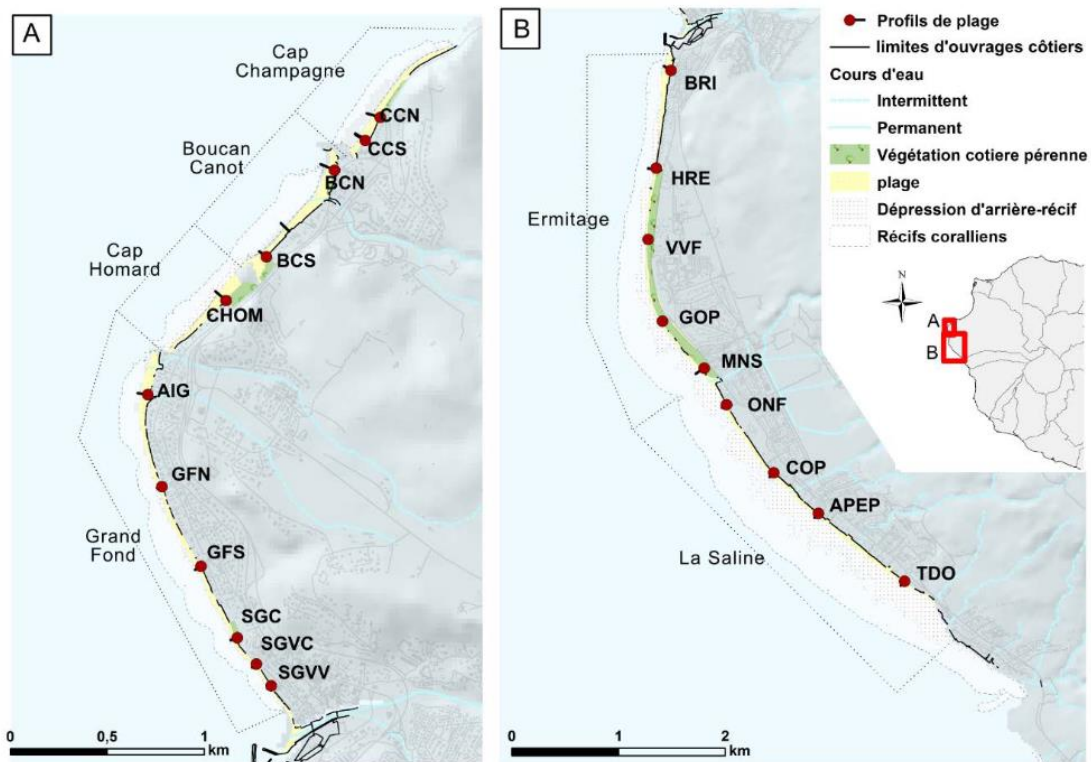 A
Cap
Champagne
CCN
CCS
Boucan
Canot
BCN
BCS
Cap
Homard
CHOM
AIG
GFN
Grand
Fond
GFS
SGC
SGVC
SGVV
0
0,5
1
km
B
BRI
HRE
Ermitage
VVF
GOP
MNS
ONF
COP
APEP
La Saline
TDO
0
1
2
km
Profils de plage
limites d'ouvrages côtiers
Cours d'eau
Intermittent
Permanent
Végétation cotiere pérenne
plage
Dépression d'arrière-récif
Récifs coralliens
N
A
B